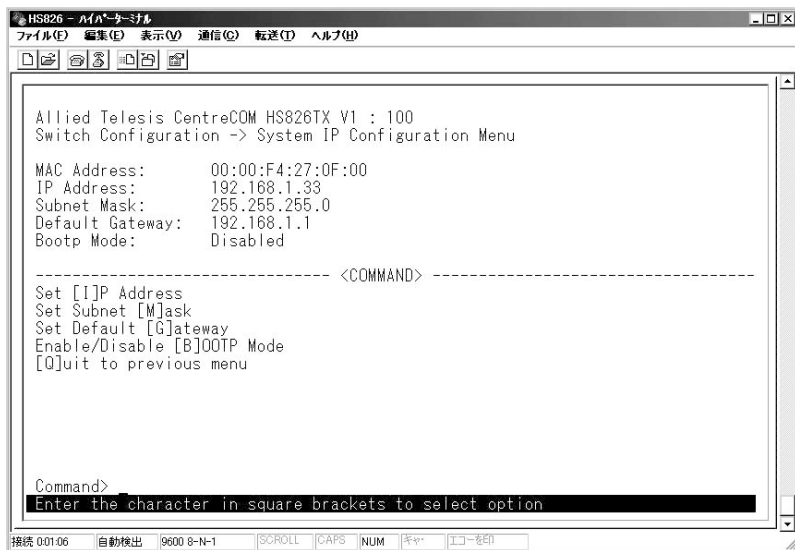 HS826 - ハイパーターミナル
ファイル(F) 編集(E) 表示(V) 通信(C) 転送(T) ヘルプ(H)
Allied Telesis CentreCOM HS826TX V1 : 100
Switch Configuration -> System IP Configuration Menu
MAC Address: 00:00:F4:27:0F:00
IP Address: 192.168.1.33
Subnet Mask: 255.255.255.0
Default Gateway: 192.168.1.1
Bootp Mode: Disabled
-------------------------------- <COMMAND> -----------------------------------
Set [I]P Address
Set Subnet [M]ask
Set Default [G]ateway
Enable/Disable [B]OOTP Mode
[Q]uit to previous menu
Command>
Enter the character in square brackets to select option
接続 0:01:06 自動検出 9600 8-N-1 SCROLL CAPS NUM キャ エコーを印